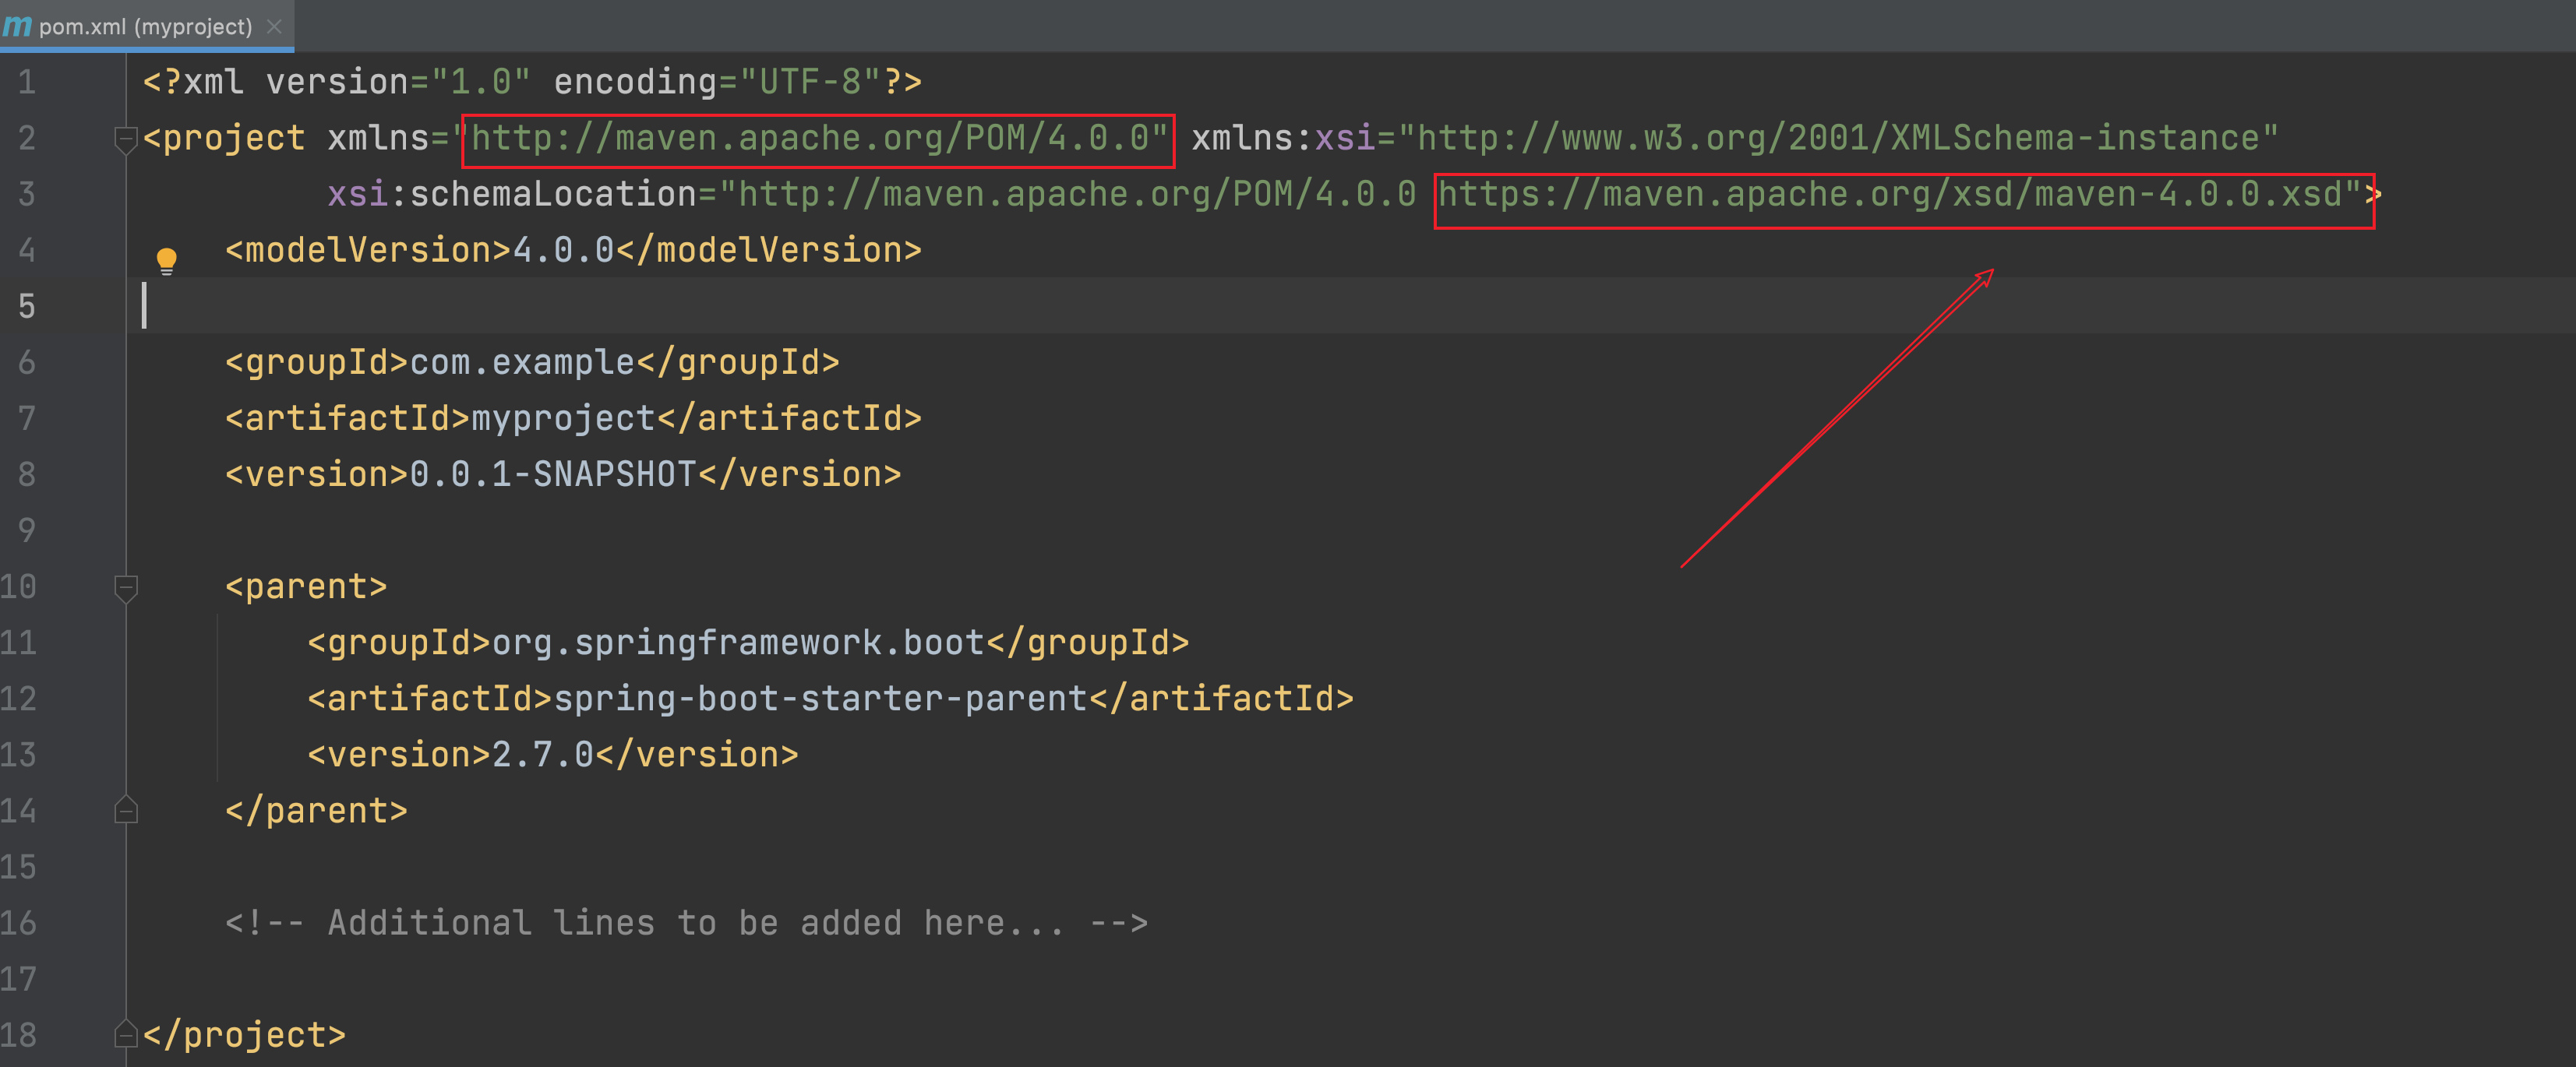 m pom.xml (myproject) ×
1 <?xml version="1.0" encoding="UTF-8"?>
2 <project xmlns="http://maven.apache.org/POM/4.0.0" xmlns:xsi="http://www.w3.org/2001/XMLSchema-instance"
3 xsi:schemaLocation="http://maven.apache.org/POM/4.0.0 https://maven.apache.org/xsd/maven-4.0.0.xsd">
4 <modelVersion>4.0.0</modelVersion>
5
6 <groupId>com.example</groupId>
7 <artifactId>myproject</artifactId>
8 <version>0.0.1-SNAPSHOT</version>
9
10 <parent>
11 <groupId>org.springframework.boot</groupId>
12 <artifactId>spring-boot-starter-parent</artifactId>
13 <version>2.7.0</version>
14 </parent>
15
16 <!-- Additional lines to be added here... -->
17
18 </project>